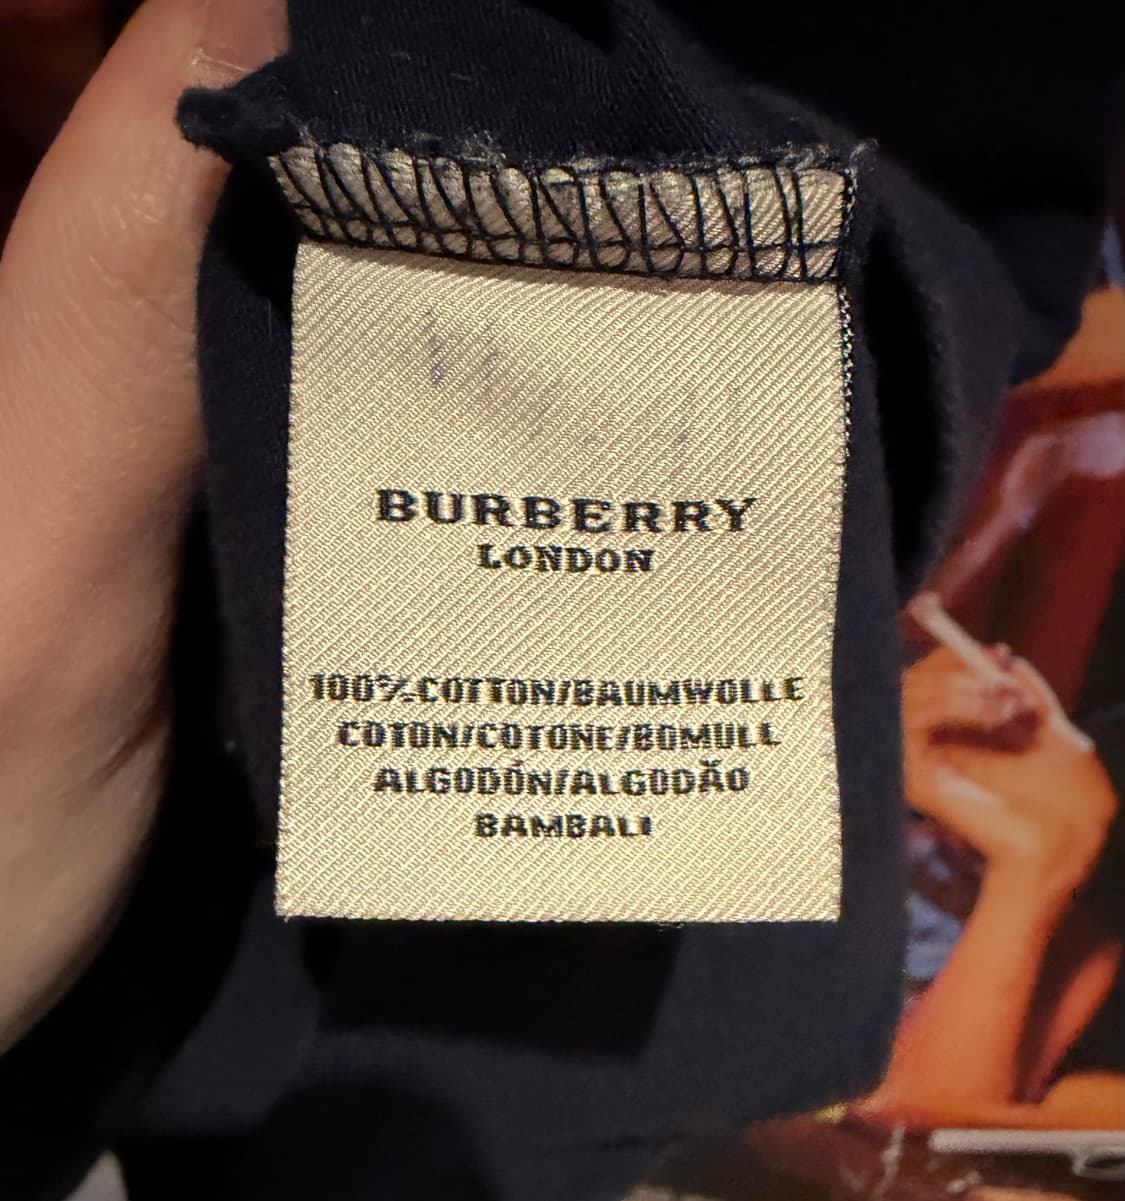 BURBERRY
LONDON
100%COTTON/BAUMWOLLE
COTON/COTONE/BOMULL
ALGODÓN/ALGODÃO
BAMBALI